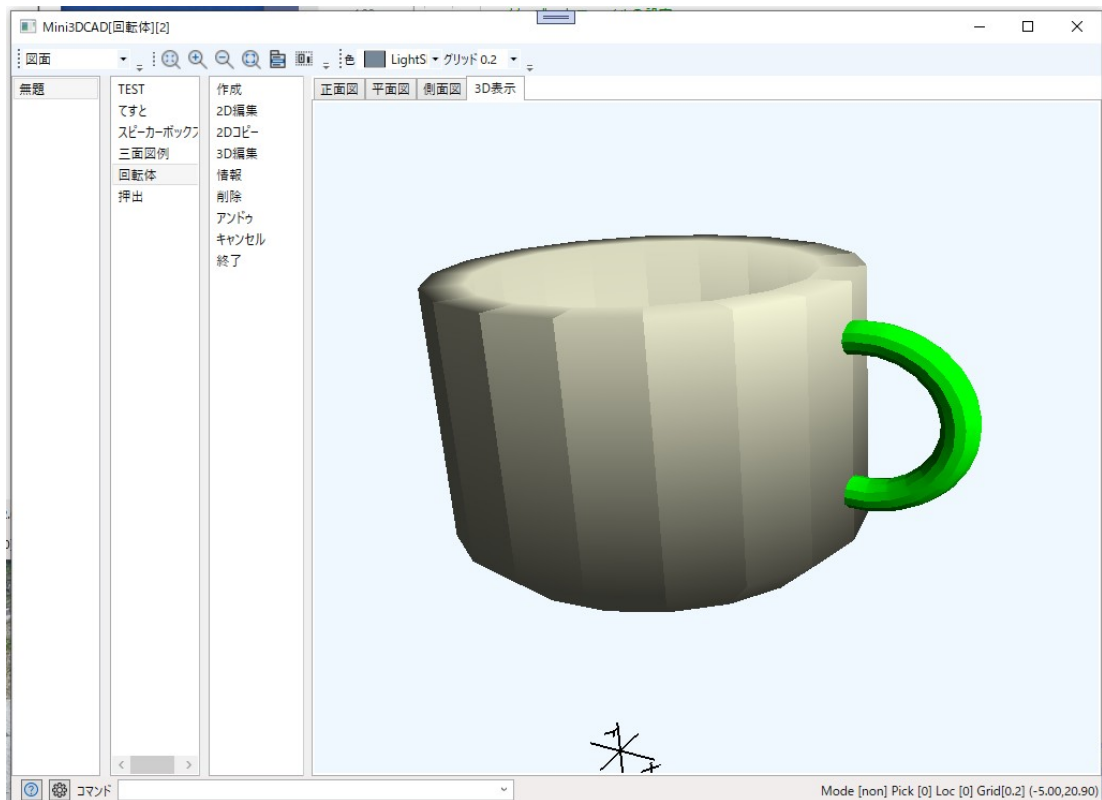 Mini3DCAD[回転体][2]
図面
色
LightS
グリッド 0.2
無題
TEST
てすと
スピーカーボックス
三面図例
回転体
押出
作成
2D編集
2Dコピー
3D編集
情報
削除
アンドゥ
キャンセル
終了
正面図
平面図
側面図
3D表示
コマンド
Mode [non] Pick [0] Loc [0] Grid[0.2] (-5.00,20.90)